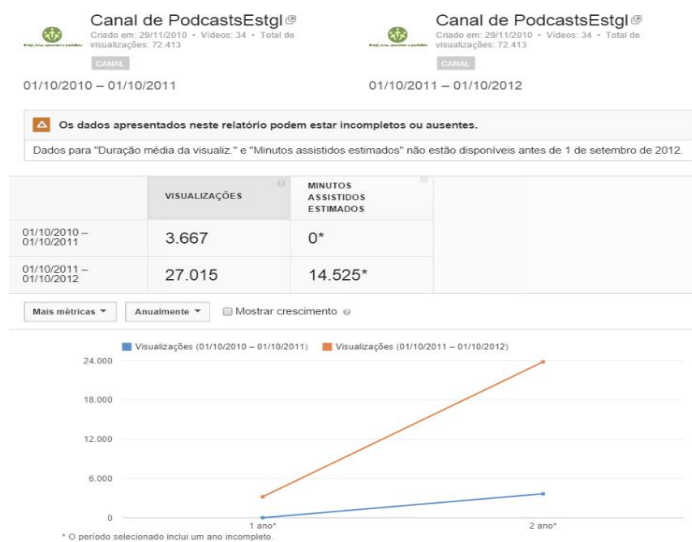 Canal de PodcastsEstgl
Criado em: 29/11/2010 • Vídeos: 34 • Total de
visualizações: 72.413
CANAL
01/10/2010 – 01/10/2011
Canal de PodcastsEstgl
Criado em: 29/11/2010 • Vídeos: 34 • Total de
visualizações: 72.413
CANAL
01/10/2011 – 01/10/2012
Os dados apresentados neste relatório podem estar incompletos ou ausentes.
Dados para "Duração média da visualiz." e "Minutos assistidos estimados" não estão disponíveis antes de 1 de setembro de 2012.
VISUALIZAÇÕES
MINUTOS
ASSISTIDOS
ESTIMADOS
01/10/2010 –
01/10/2011
3.667
0*
01/10/2011 –
01/10/2012
27.015
14.525*
Mais métricas
Anualmente
Mostrar crescimento
Visualizações (01/10/2010 – 01/10/2011)
Visualizações (01/10/2011 – 01/10/2012)
24.000
18.000
12.000
6.000
0
1 ano*
2 ano*
* O período selecionado inclui um ano incompleto.